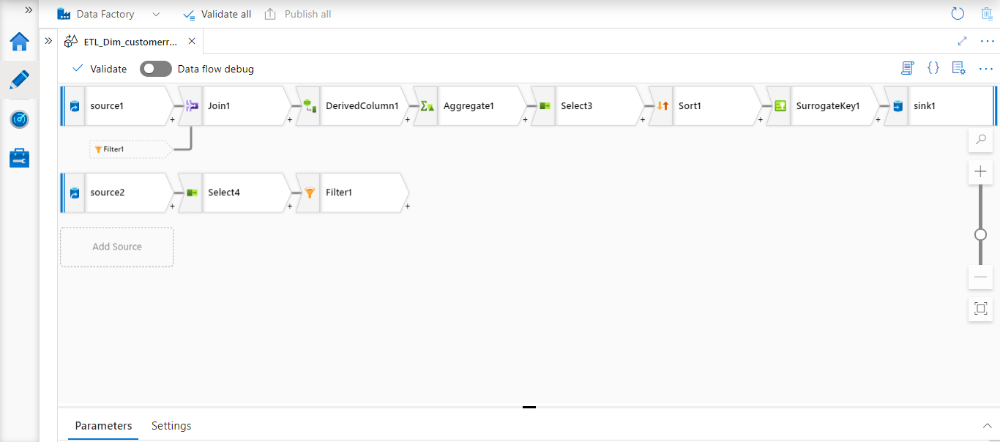 Data Factory Validate all Publish all
ETL_Dim_customerr...
Validate Data flow debug
source1 Join1 DerivedColumn1 Aggregate1 Select3 Sort1 SurrogateKey1 sink1
Filter1
source2 Select4 Filter1
Add Source
Parameters Settings